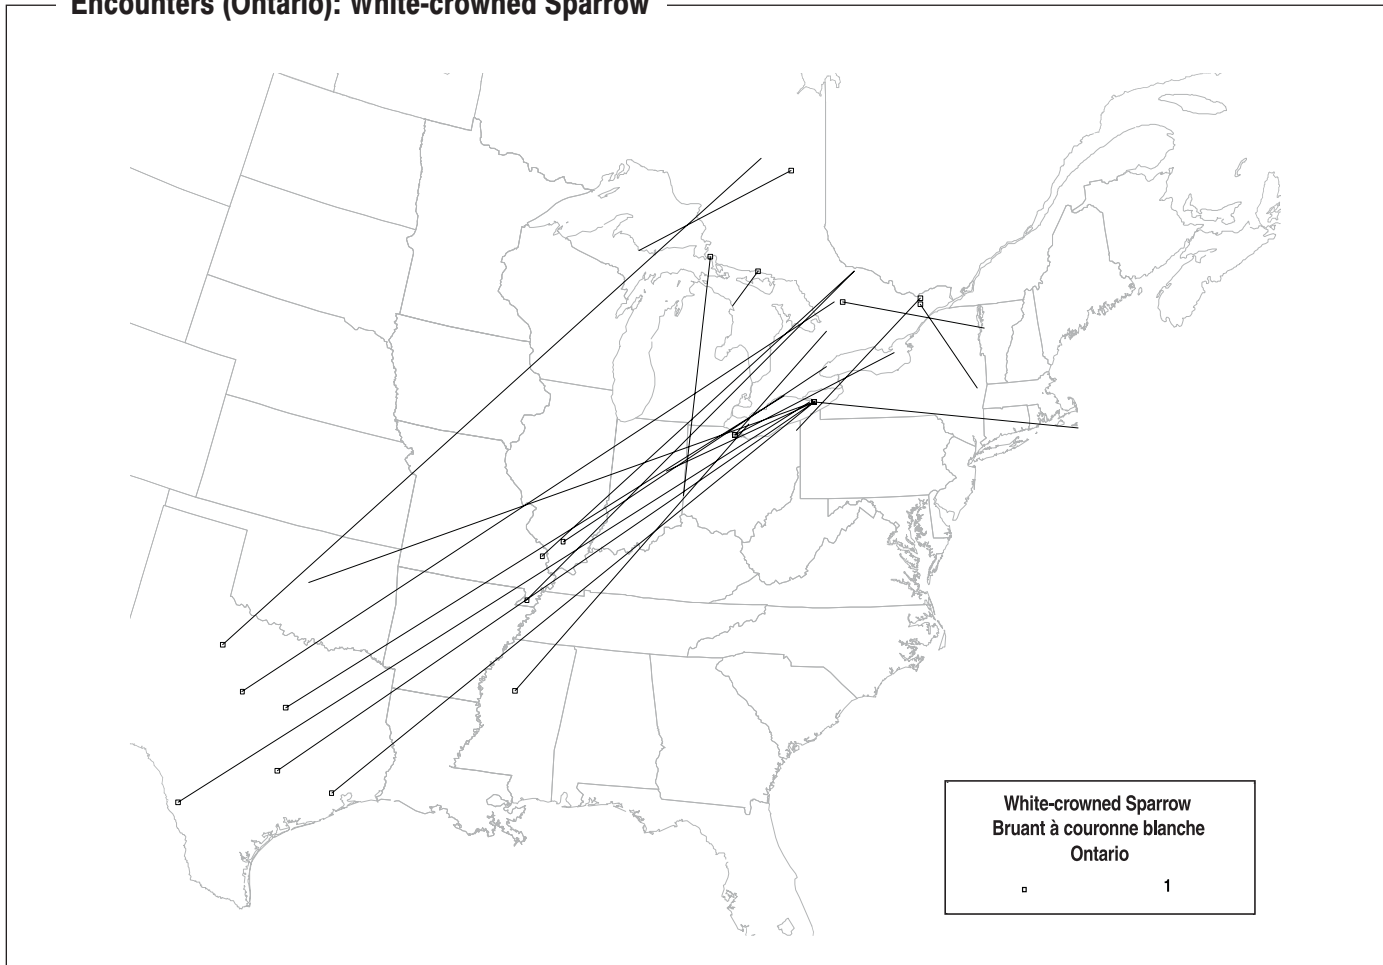 Encounters (Ontario): White-crowned Sparrow
White-crowned Sparrow
Bruant à couronne blanche
Ontario
1